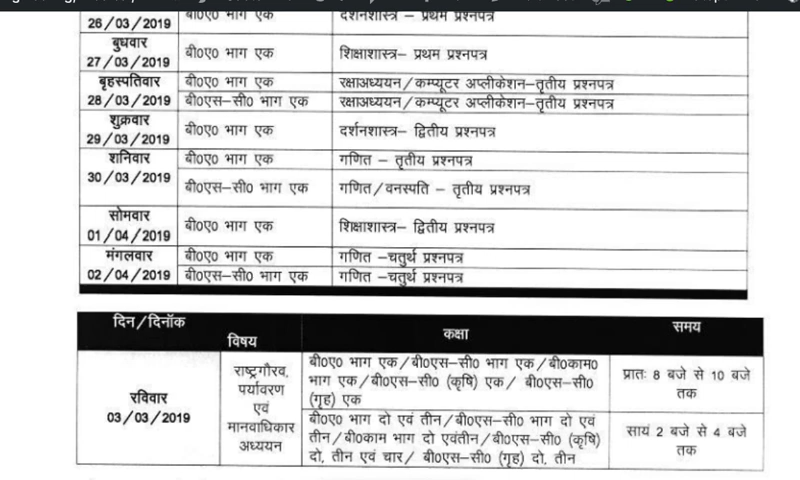 26/03/2019 बी0ए0 भाग एक दर्शनशास्त्र – प्रथम प्रश्नपत्र
बुधवार
27/03/2019 बी0ए0 भाग एक शिक्षाशास्त्र– प्रथम प्रश्नपत्र
बृहस्पतिवार बी0ए0 भाग एक रक्षाअध्ययन/कम्प्यूटर अप्लीकेशन–तृतीय प्रश्नपत्र
28/03/2019 बी0एस–सी0 भाग एक रक्षाअध्ययन/कम्प्यूटर अप्लीकेशन–तृतीय प्रश्नपत्र
शुक्रवार
29/03/2019 बी0ए0 भाग एक दर्शनशास्त्र– द्वितीय प्रश्नपत्र
शनिवार बी0ए0 भाग एक गणित – तृतीय प्रश्नपत्र
30/03/2019 बी0एस–सी0 भाग एक गणित/वनस्पति – तृतीय प्रश्नपत्र
सोमवार
01/04/2019 बी0ए0 भाग एक शिक्षाशास्त्र– द्वितीय प्रश्नपत्र
मंगलवार बी0ए0 भाग एक गणित –चतुर्थ प्रश्नपत्र
02/04/2019 बी0एस–सी0 भाग एक गणित –चतुर्थ प्रश्नपत्र
दिन/दिनॉक विषय कक्षा समय
रविवार
03/03/2019
राष्ट्रगौरव,
पर्यावरण
एवं
मानवाधिकार
अध्ययन
बी0ए0 भाग एक/बी0एस–सी0 भाग एक/बी0काम0
भाग एक/बी0एस–सी0 (कृषि) एक/ बी0एस–सी0
(गृह) एक
प्रातः 8 बजे से 10 बजे
तक
बी0ए0 भाग दो एवं तीन/बी0एस–सी0 भाग दो एवं
तीन/बी0काम भाग दो एवंतीन/बी0एस–सी0 (कृषि)
दो, तीन एवं चार/ बी0एस–सी0 (गृह) दो, तीन
सायं 2 बजे से 4 बजे
तक